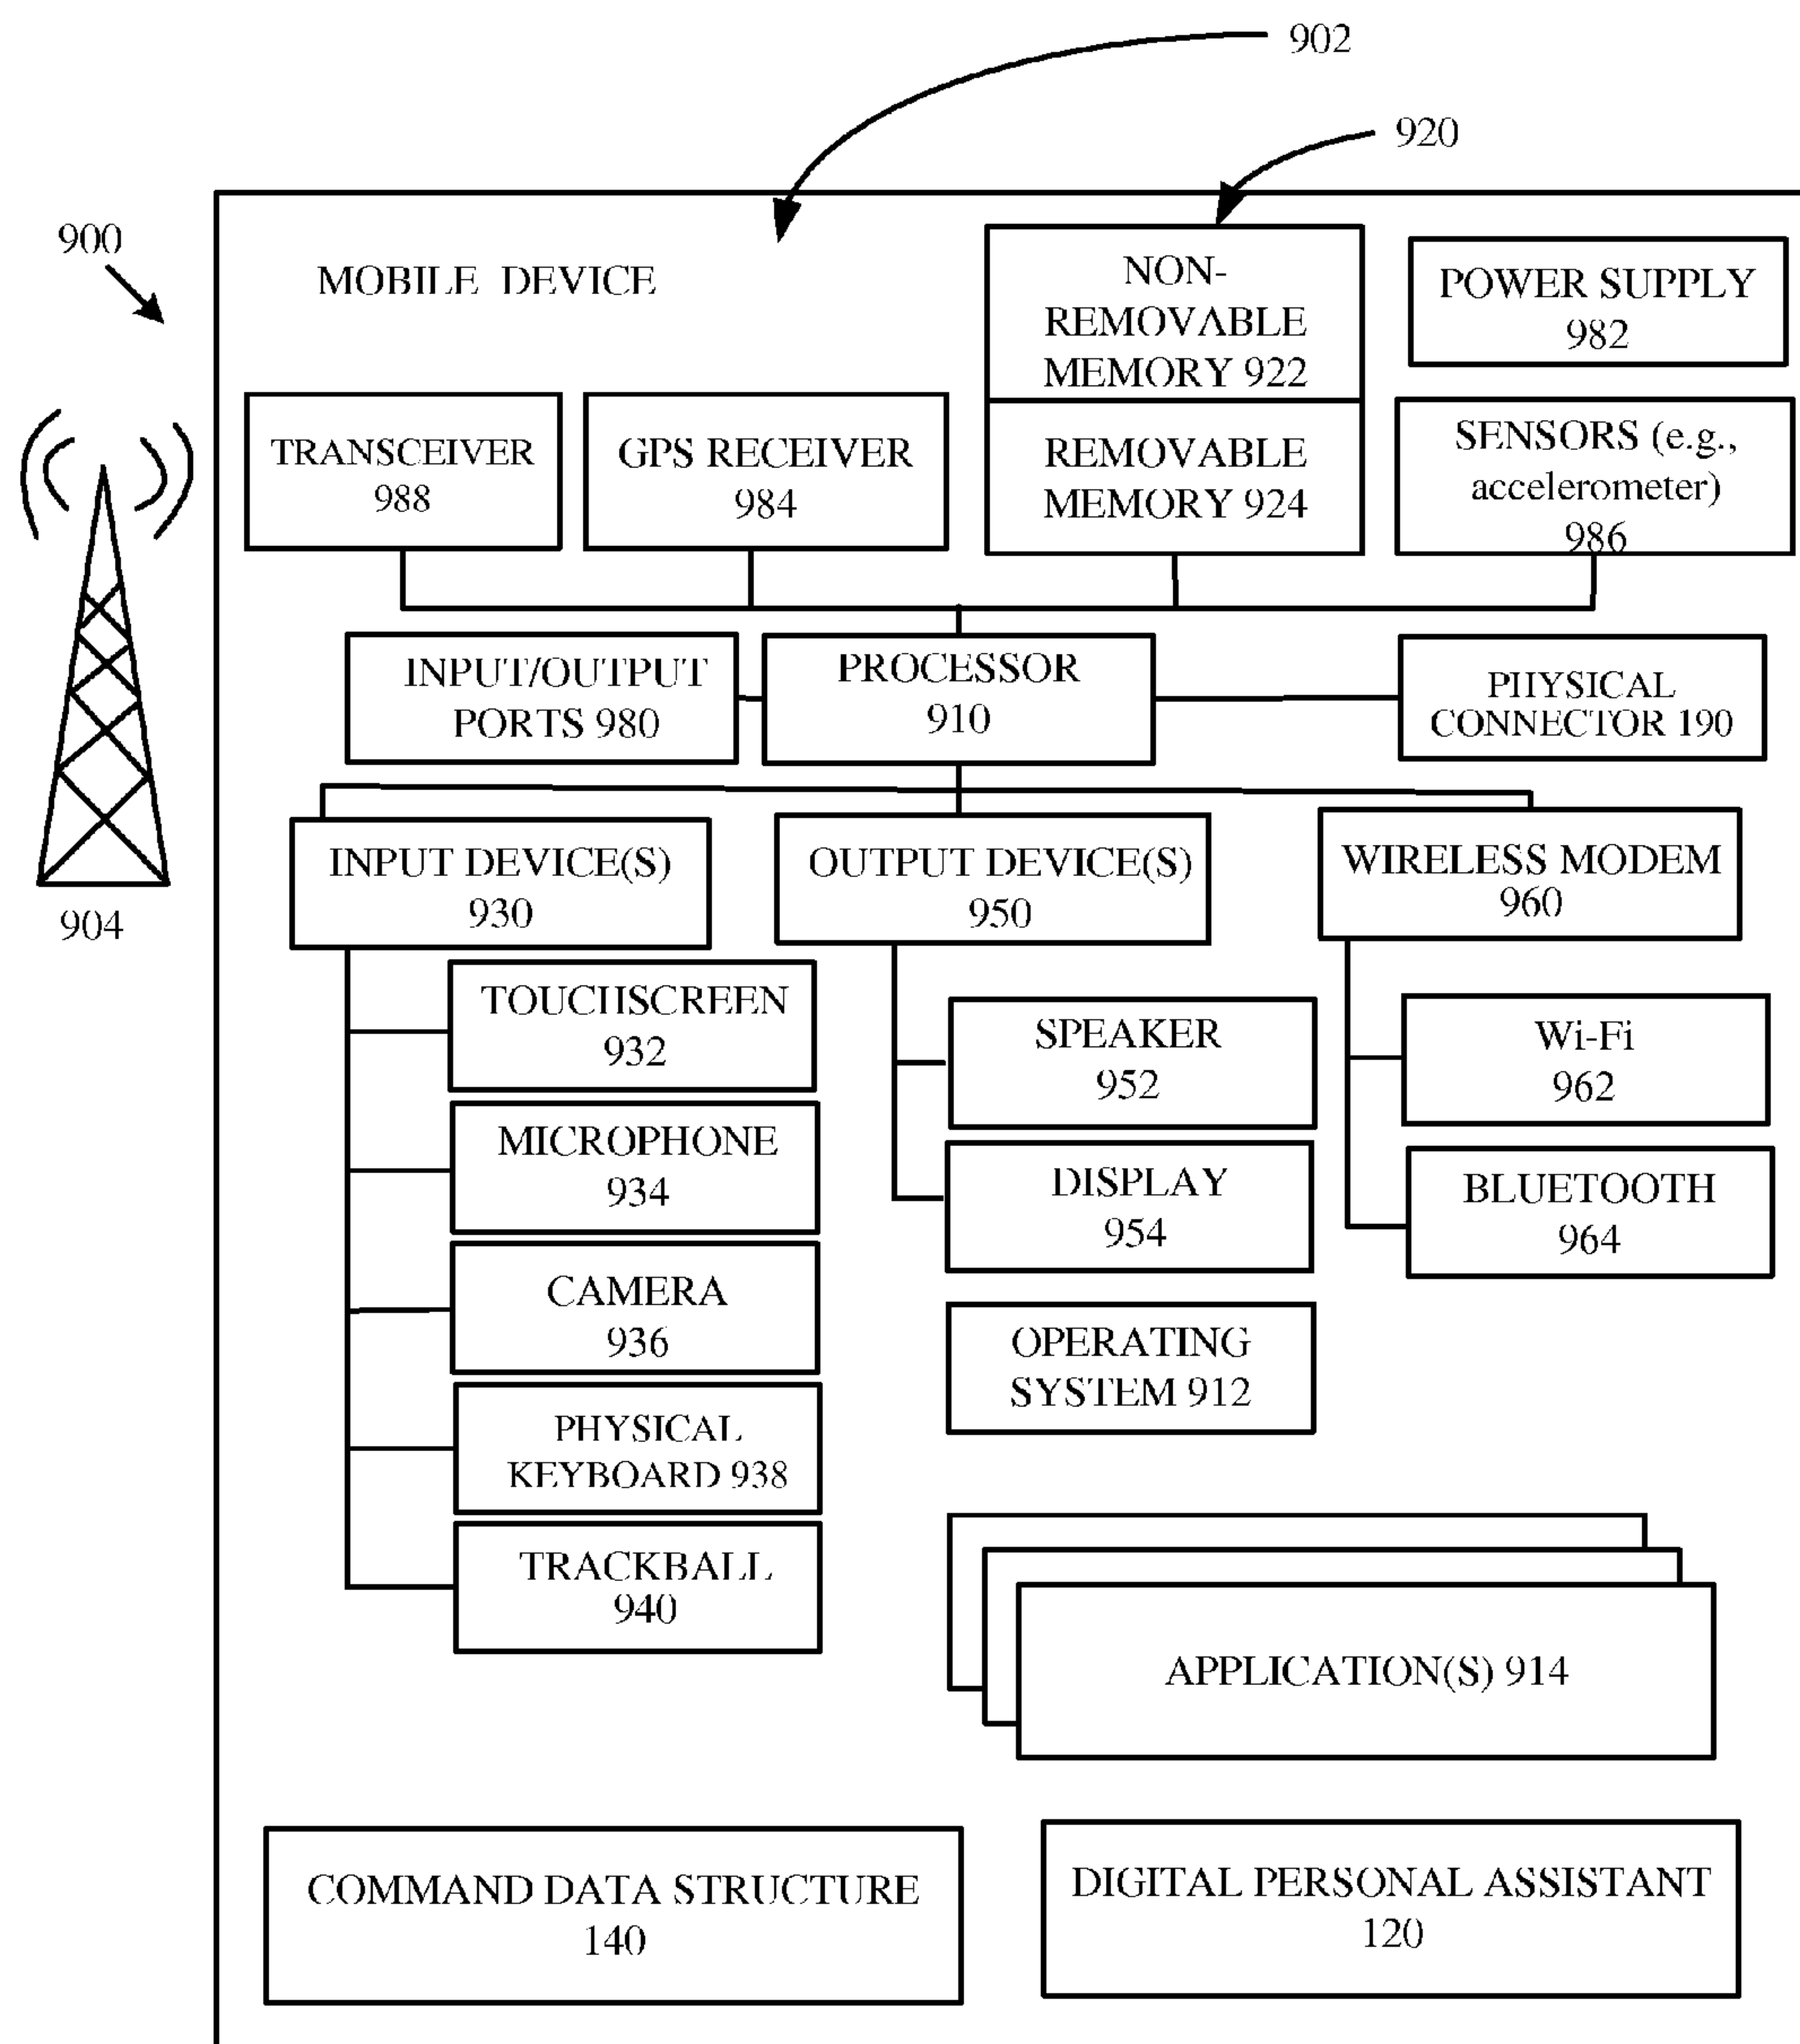 902
920
900
MOBILE DEVICE
NON-
REMOVABLE
MEMORY 922
POWER SUPPLY
982
TRANSCEIVER
988
GPS RECEIVER
984
REMOVABLE
MEMORY 924
SENSORS (e.g.,
accelerometer)
986
INPUT/OUTPUT
PORTS 980
PROCESSOR
910
PHYSICAL
CONNECTOR 190
INPUT DEVICE(S)
930
OUTPUT DEVICE(S)
950
WIRELESS MODEM
960
904
TOUCHSCREEN
932
MICROPHONE
934
CAMERA
936
PHYSICAL
KEYBOARD 938
TRACKBALL
940
SPEAKER
952
DISPLAY
954
Wi-Fi
962
BLUETOOTH
964
OPERATING
SYSTEM 912
APPLICATION(S) 914
COMMAND DATA STRUCTURE
140
DIGITAL PERSONAL ASSISTANT
120